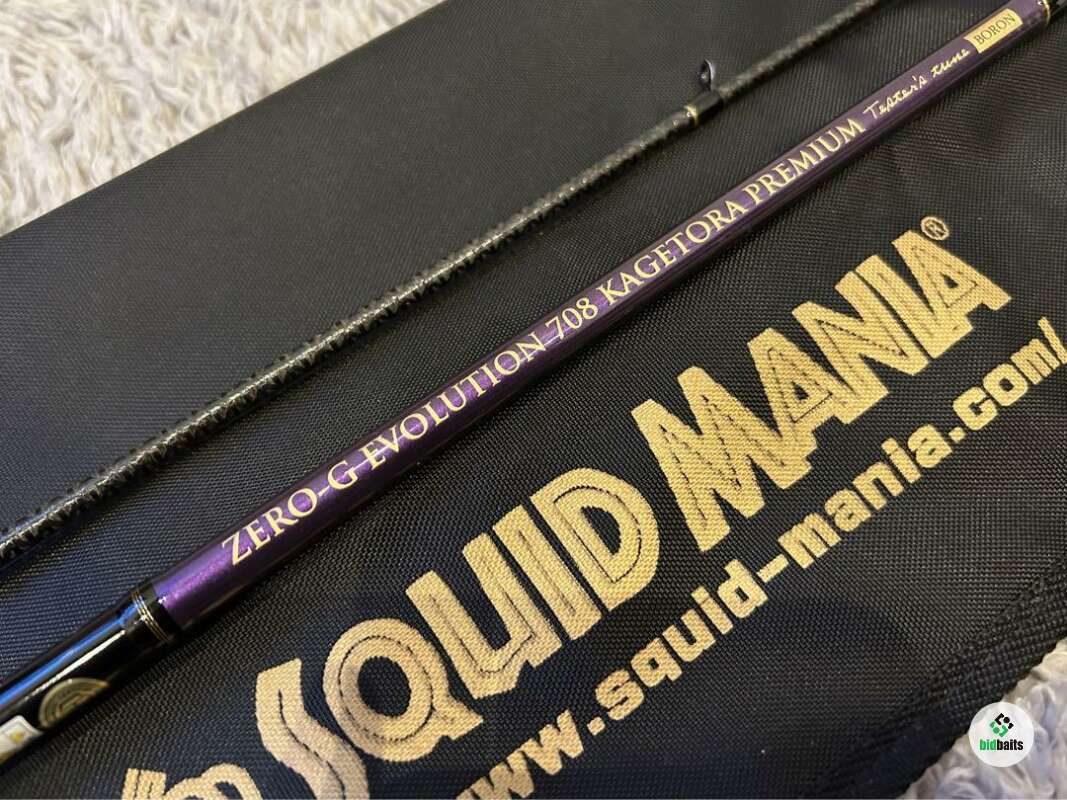 ZERO-G EVOLUTION 708 KAGETORA PREMIUM Tester's tune BORON
I'm SQUID MANIA®
www.squid-mania.com/
bidbaits